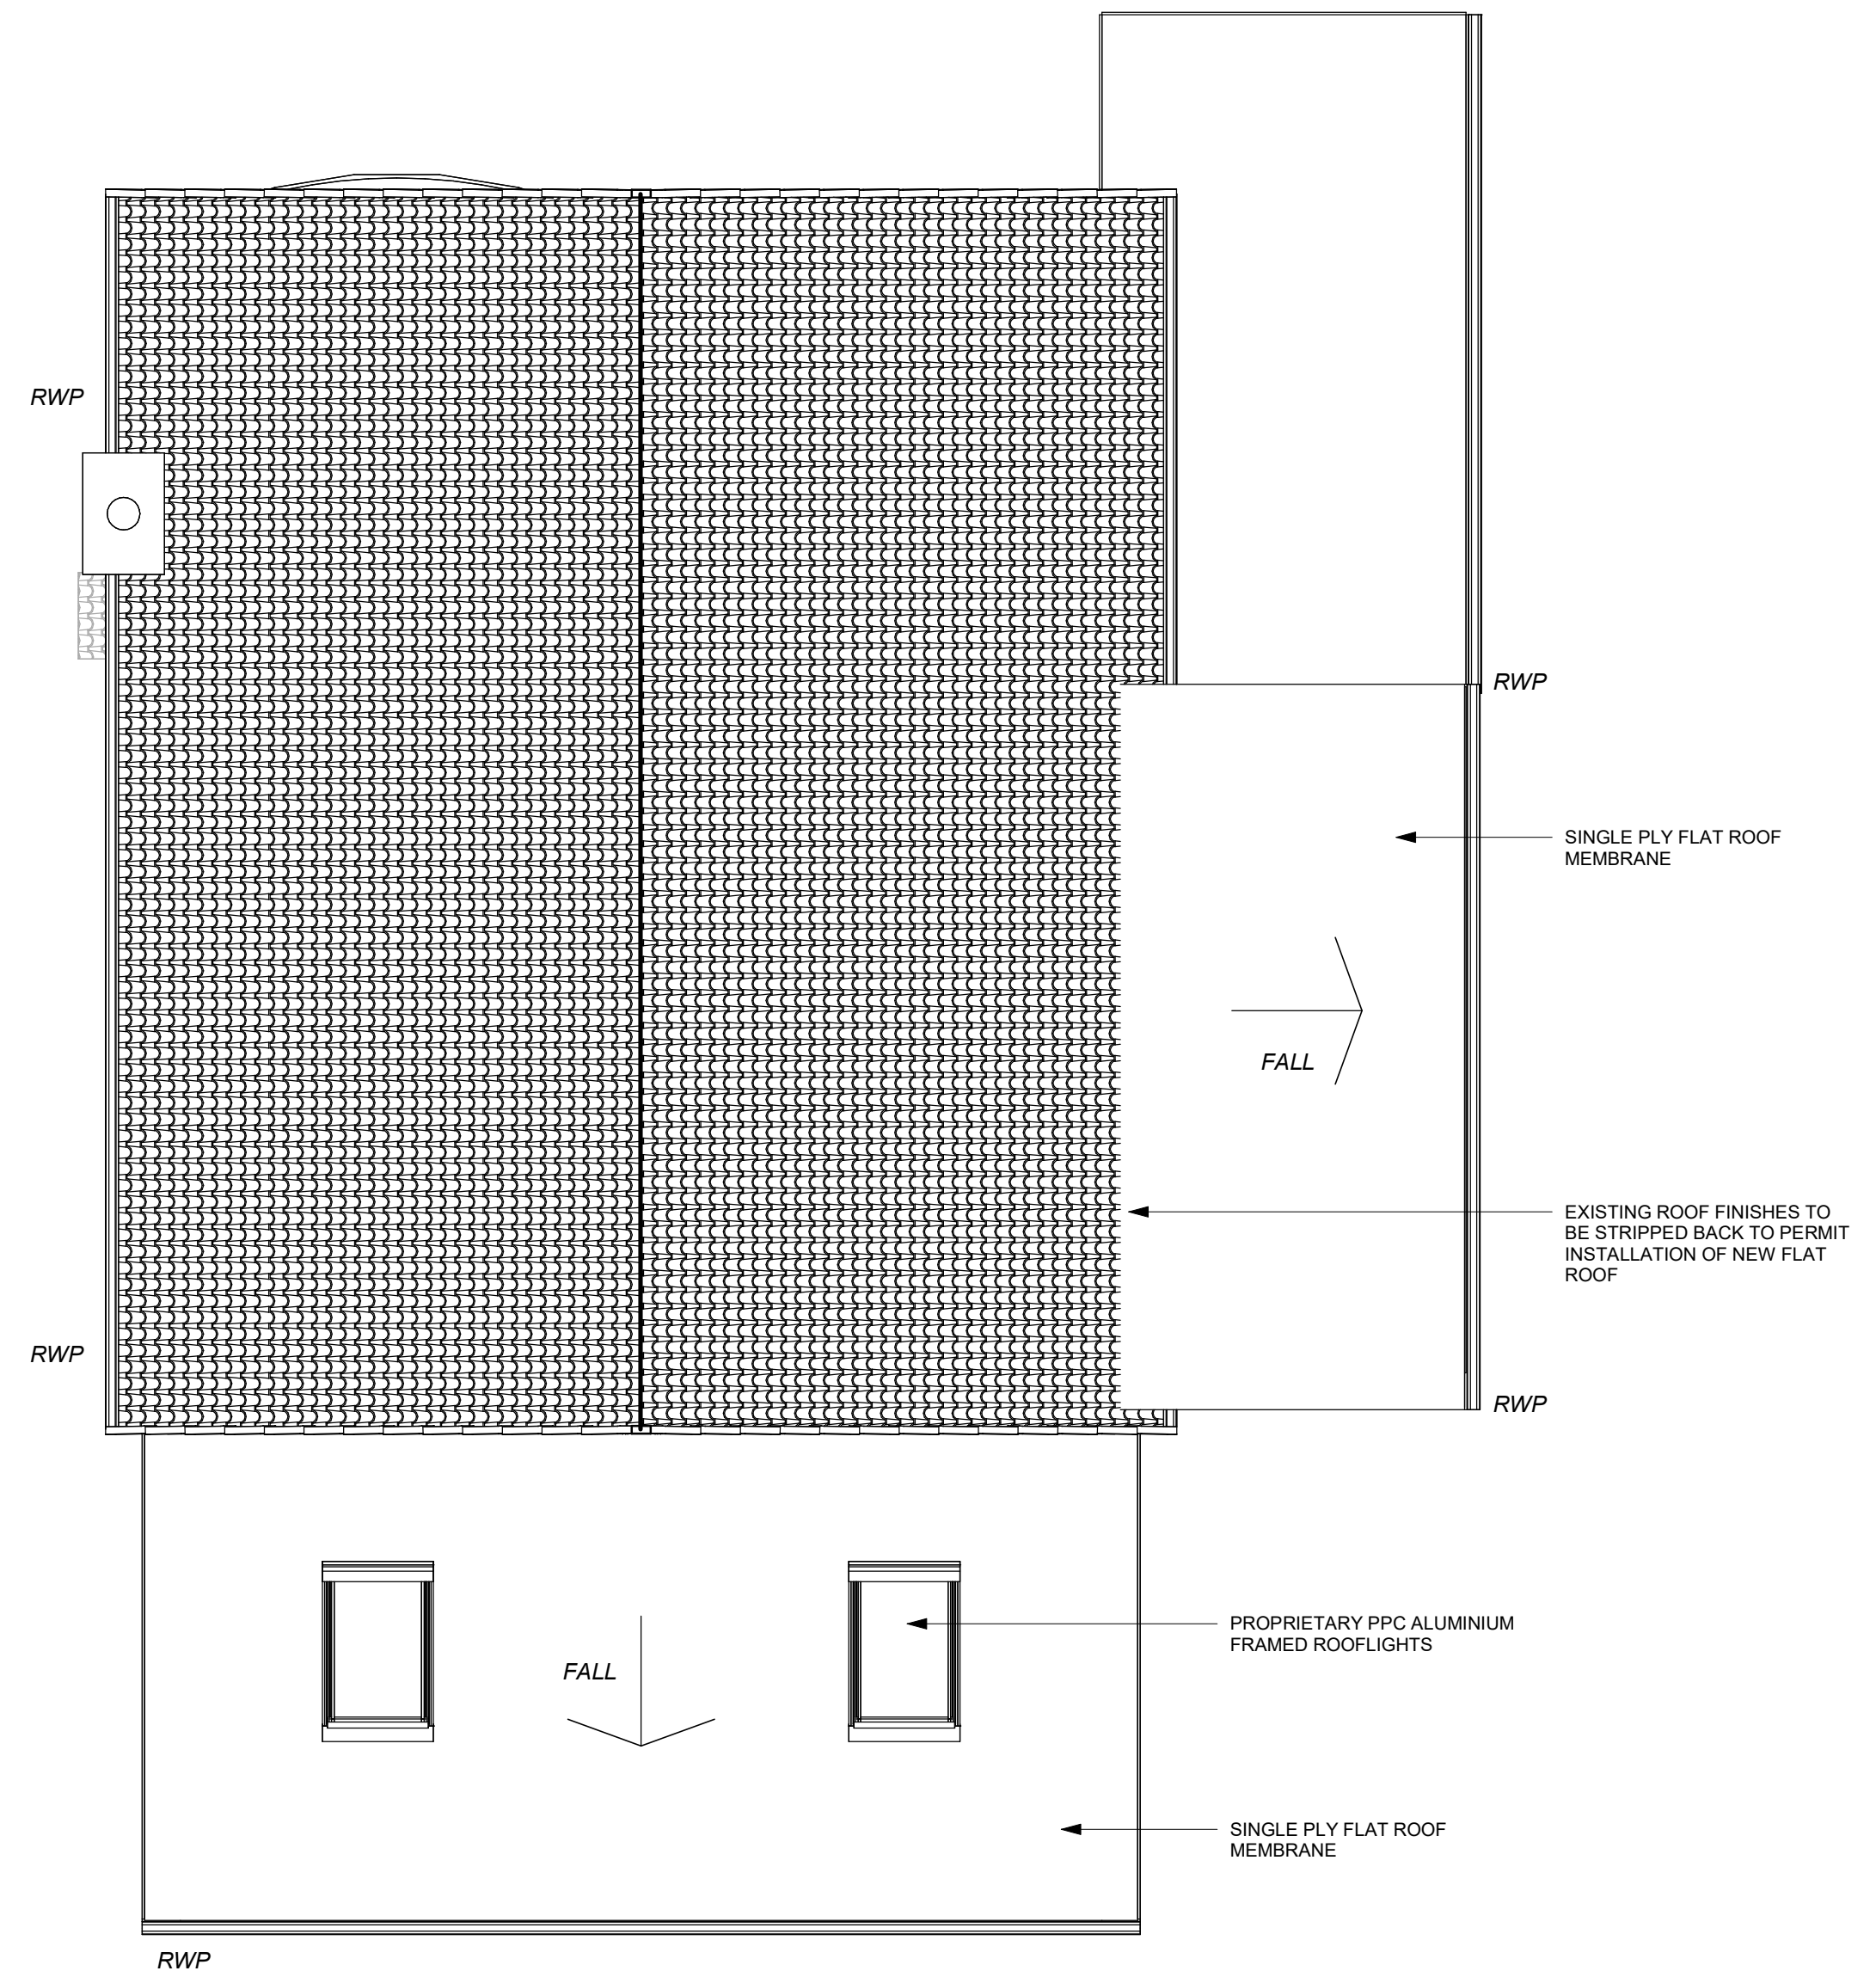 RWP
RWP
SINGLE PLY FLAT ROOF
MEMBRANE
FALL
EXISTING ROOF FINISHES TO
BE STRIPPED BACK TO PERMIT
INSTALLATION OF NEW FLAT
ROOF
RWP
RWP
PROPRIETARY PPC ALUMINIUM
FRAMED ROOFLIGHTS
FALL
SINGLE PLY FLAT ROOF
MEMBRANE
RWP